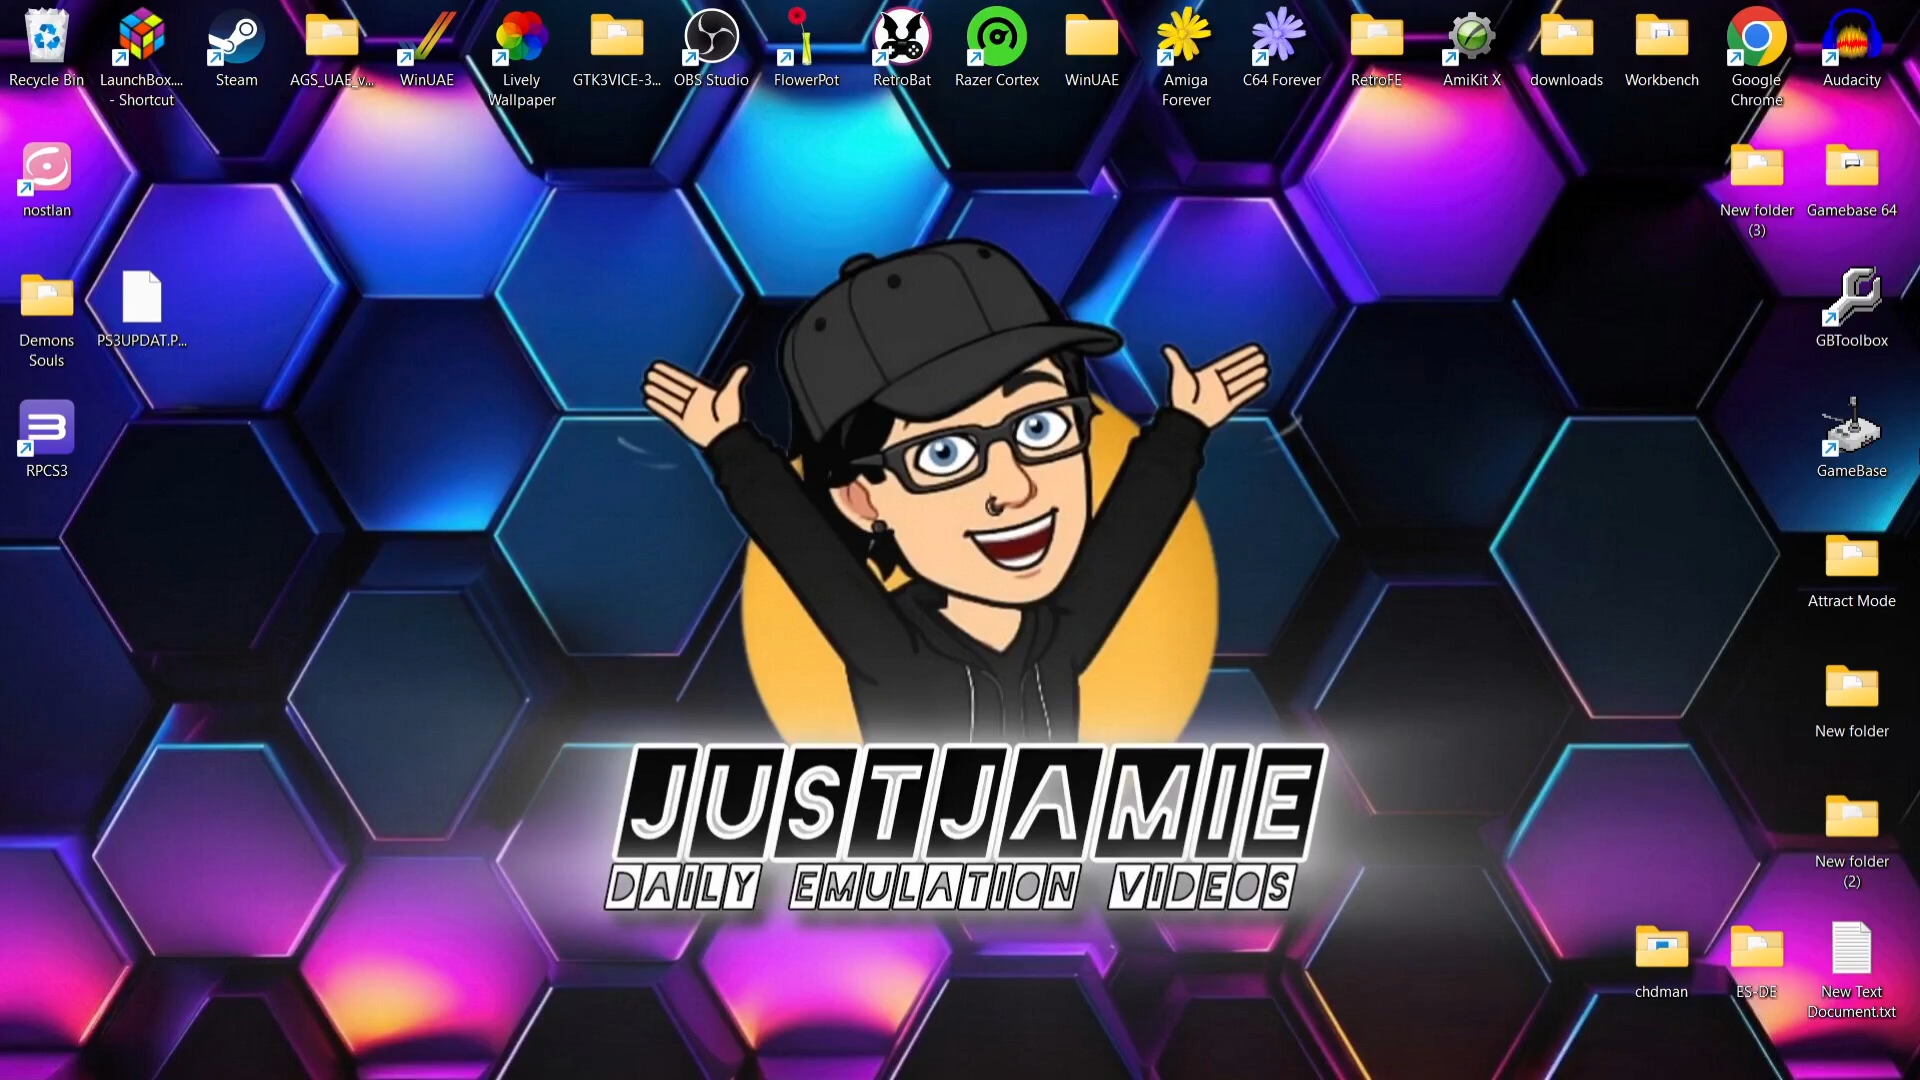 Recycle Bin
LaunchBox...
- Shortcut
Steam
AGS_UAE_v...
WinUAE
Lively
Wallpaper
GTK3VICE-3...
OBS Studio
FlowerPot
RetroBat
Razer Cortex
WinUAE
Amiga
Forever
C64 Forever
RetroFE
AmiKit X
downloads
Workbench
Google
Chrome
Audacity
nostlan
New folder
(3)
Gamebase 64
Demons
Souls
PS3UPDAT.P...
GBToolbox
RPCS3
GameBase
Attract Mode
New folder
JUSTJAMIE
DAILY EMULATION VIDEOS
New folder
(2)
chdman
ES-DE
New Text
Document.txt